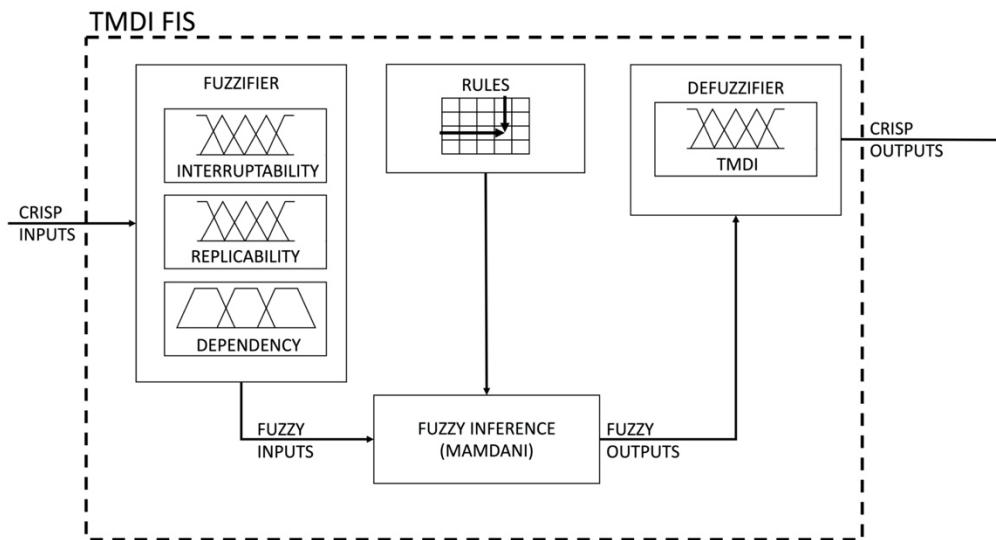 TMDI FIS
FUZZIFIER
INTERRUPTABILITY
REPLICABILITY
DEPENDENCY
RULES
DEFUZZIFIER
TMDI
CRISP
INPUTS
CRISP
OUTPUTS
FUZZY
INPUTS
FUZZY INFERENCE
(MAMDANI)
FUZZY
OUTPUTS